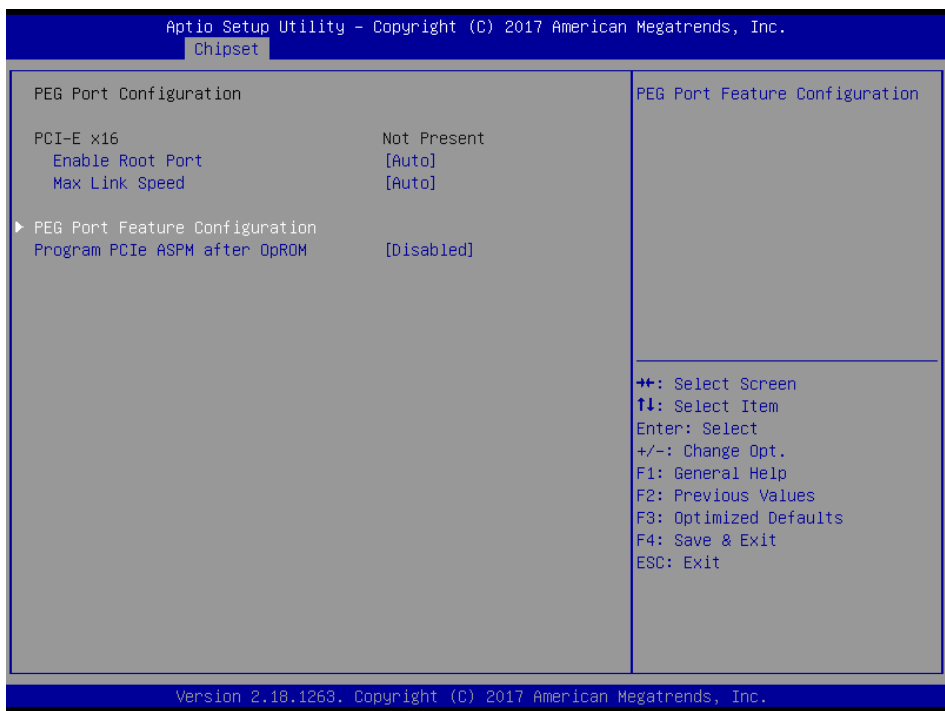 Aptio Setup Utility – Copyright (C) 2017 American Megatrends, Inc.
Chipset
PEG Port Configuration
PCI-E x16 Not Present
Enable Root Port [Auto]
Max Link Speed [Auto]
▶ PEG Port Feature Configuration
Program PCIe ASPM after OpROM [Disabled]
PEG Port Feature Configuration
→←: Select Screen
↑↓: Select Item
Enter: Select
+/-: Change Opt.
F1: General Help
F2: Previous Values
F3: Optimized Defaults
F4: Save & Exit
ESC: Exit
Version 2.18.1263. Copyright (C) 2017 American Megatrends, Inc.